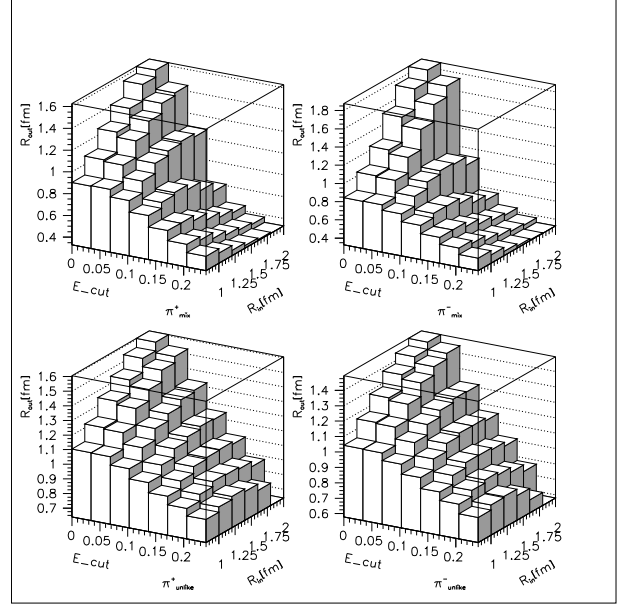 R_out[fm]
1.6
1.4
1.2
1
0.8
0.6
0.4
0 0.05 0.1 0.15 0.2
E_cut
1 1.25 1.5 1.75 2
R_in[fm]
π⁺_mix
R_out[fm]
1.8
1.6
1.4
1.2
1
0.8
0.6
0.4
0 0.05 0.1 0.15 0.2
E_cut
1 1.25 1.5 1.75 2
R_in[fm]
π⁻_mix
R_out[fm]
1.6
1.5
1.4
1.3
1.2
1.1
1
0.9
0.8
0.7
0 0.05 0.1 0.15 0.2
E_cut
1 1.25 1.5 1.75 2
R_in[fm]
π⁺_unlike
R_out[fm]
1.4
1.3
1.2
1.1
1
0.9
0.8
0.7
0.6
0 0.05 0.1 0.15 0.2
E_cut
1 1.25 1.5 1.75 2
R_in[fm]
π⁻_unlike